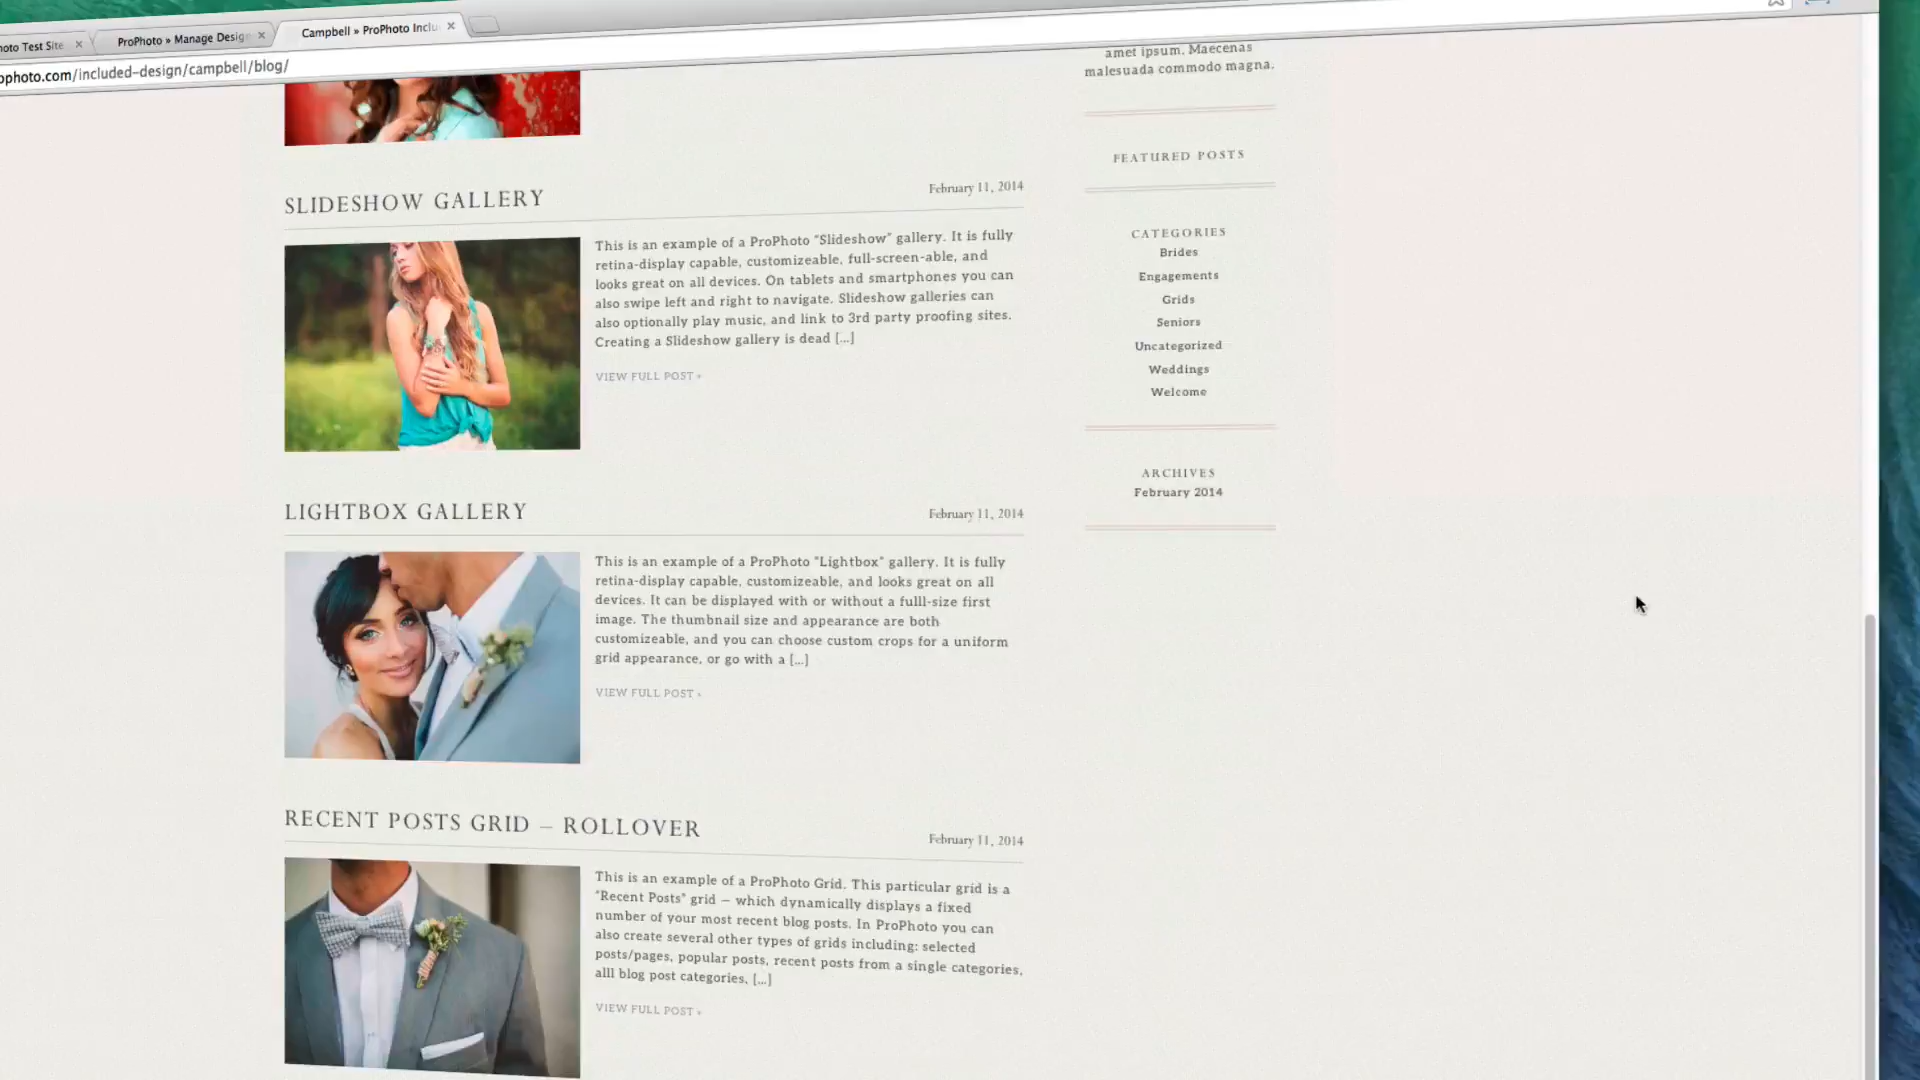 oto Test Site
ProPhoto » Manage Desig
Campbell » ProPhoto Inclu
ophoto.com/included-design/campbell/blog/
amet ipsum. Maecenas
malesuada commodo magna.
FEATURED POSTS
CATEGORIES
Brides
Engagements
Grids
Seniors
Uncategorized
Weddings
Welcome
ARCHIVES
February 2014
SLIDESHOW GALLERY
February 11, 2014
This is an example of a ProPhoto “Slideshow” gallery. It is fully
retina-display capable, customizeable, full-screen-able, and
looks great on all devices. On tablets and smartphones you can
also swipe left and right to navigate. Slideshow galleries can
also optionally play music, and link to 3rd party proofing sites.
Creating a Slideshow gallery is dead [...]
VIEW FULL POST »
LIGHTBOX GALLERY
February 11, 2014
This is an example of a ProPhoto “Lightbox” gallery. It is fully
retina-display capable, customizeable, and looks great on all
devices. It can be displayed with or without a fulll-size first
image. The thumbnail size and appearance are both
customizeable, and you can choose custom crops for a uniform
grid appearance, or go with a [...]
VIEW FULL POST »
RECENT POSTS GRID – ROLLOVER
February 11, 2014
This is an example of a ProPhoto Grid. This particular grid is a
“Recent Posts” grid — which dynamically displays a fixed
number of your most recent blog posts. In ProPhoto you can
also create several other types of grids including: selected
posts/pages, popular posts, recent posts from a single categories,
alll blog post categories, [...]
VIEW FULL POST »